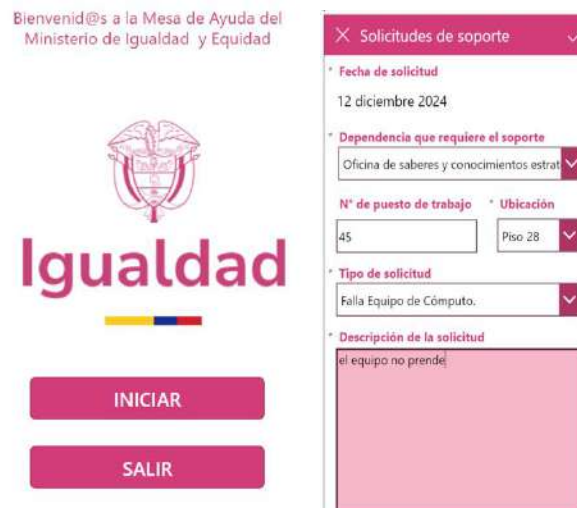 Bienvenid@s a la Mesa de Ayuda del
Ministerio de Igualdad y Equidad
Igualdad
INICIAR
SALIR
Solicitudes de soporte
* Fecha de solicitud
12 diciembre 2024
* Dependencia que requiere el soporte
Oficina de saberes y conocimientos estrat
N° de puesto de trabajo * Ubicación
45 Piso 28
* Tipo de solicitud
Falla Equipo de Cómputo.
* Descripción de la solicitud
el equipo no prende